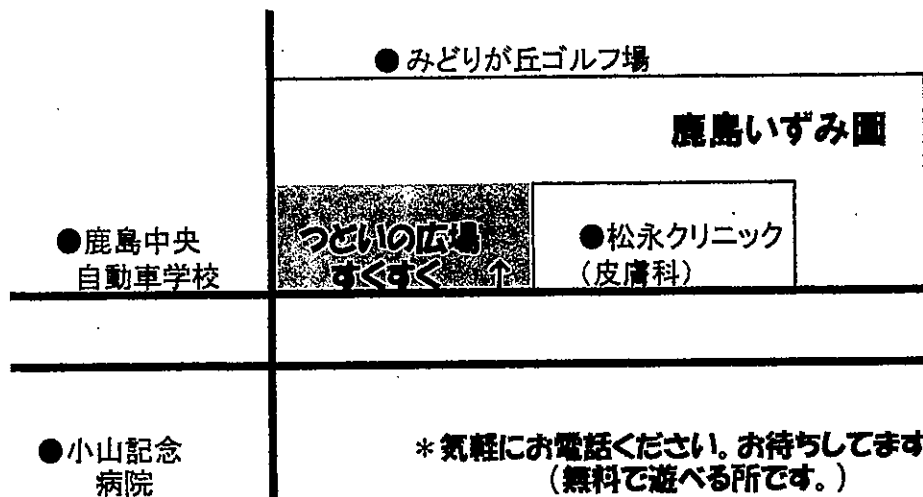 ●みどりが丘ゴルフ場
鹿島いずみ園
●鹿島中央
自動車学校
つどいの広場
すくすく ↑
●松永クリニック
(皮膚科)
●小山記念
病院
＊気軽にお電話ください。お待ちしてます
(無料で遊べる所です。)